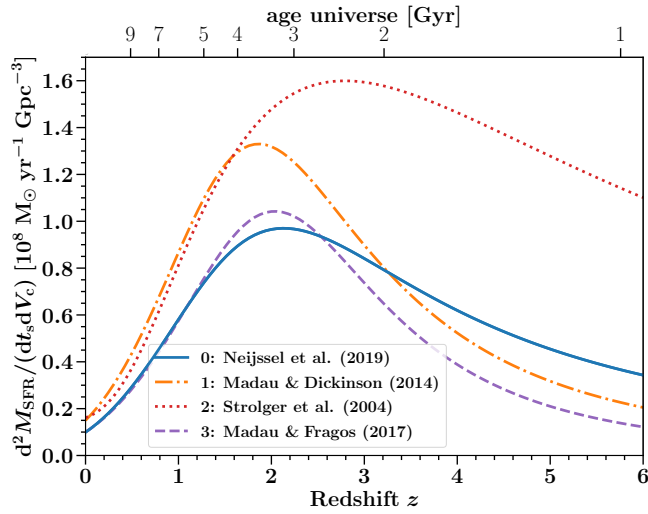 age universe [Gyr]
9 7 5 4 3 2 1
d²M_SFR/(dt_s dV_c) [10⁸ M_⊙ yr⁻¹ Gpc⁻³]
1.6
1.4
1.2
1.0
0.8
0.6
0.4
0.2
0.0
0: Neijssel et al. (2019)
1: Madau & Dickinson (2014)
2: Strolger et al. (2004)
3: Madau & Fragos (2017)
0 1 2 3 4 5 6
Redshift z